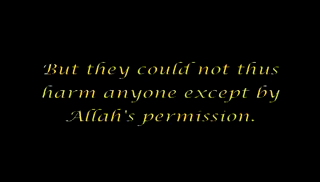 But they could not thus
harm anyone except by
Allah's permission.